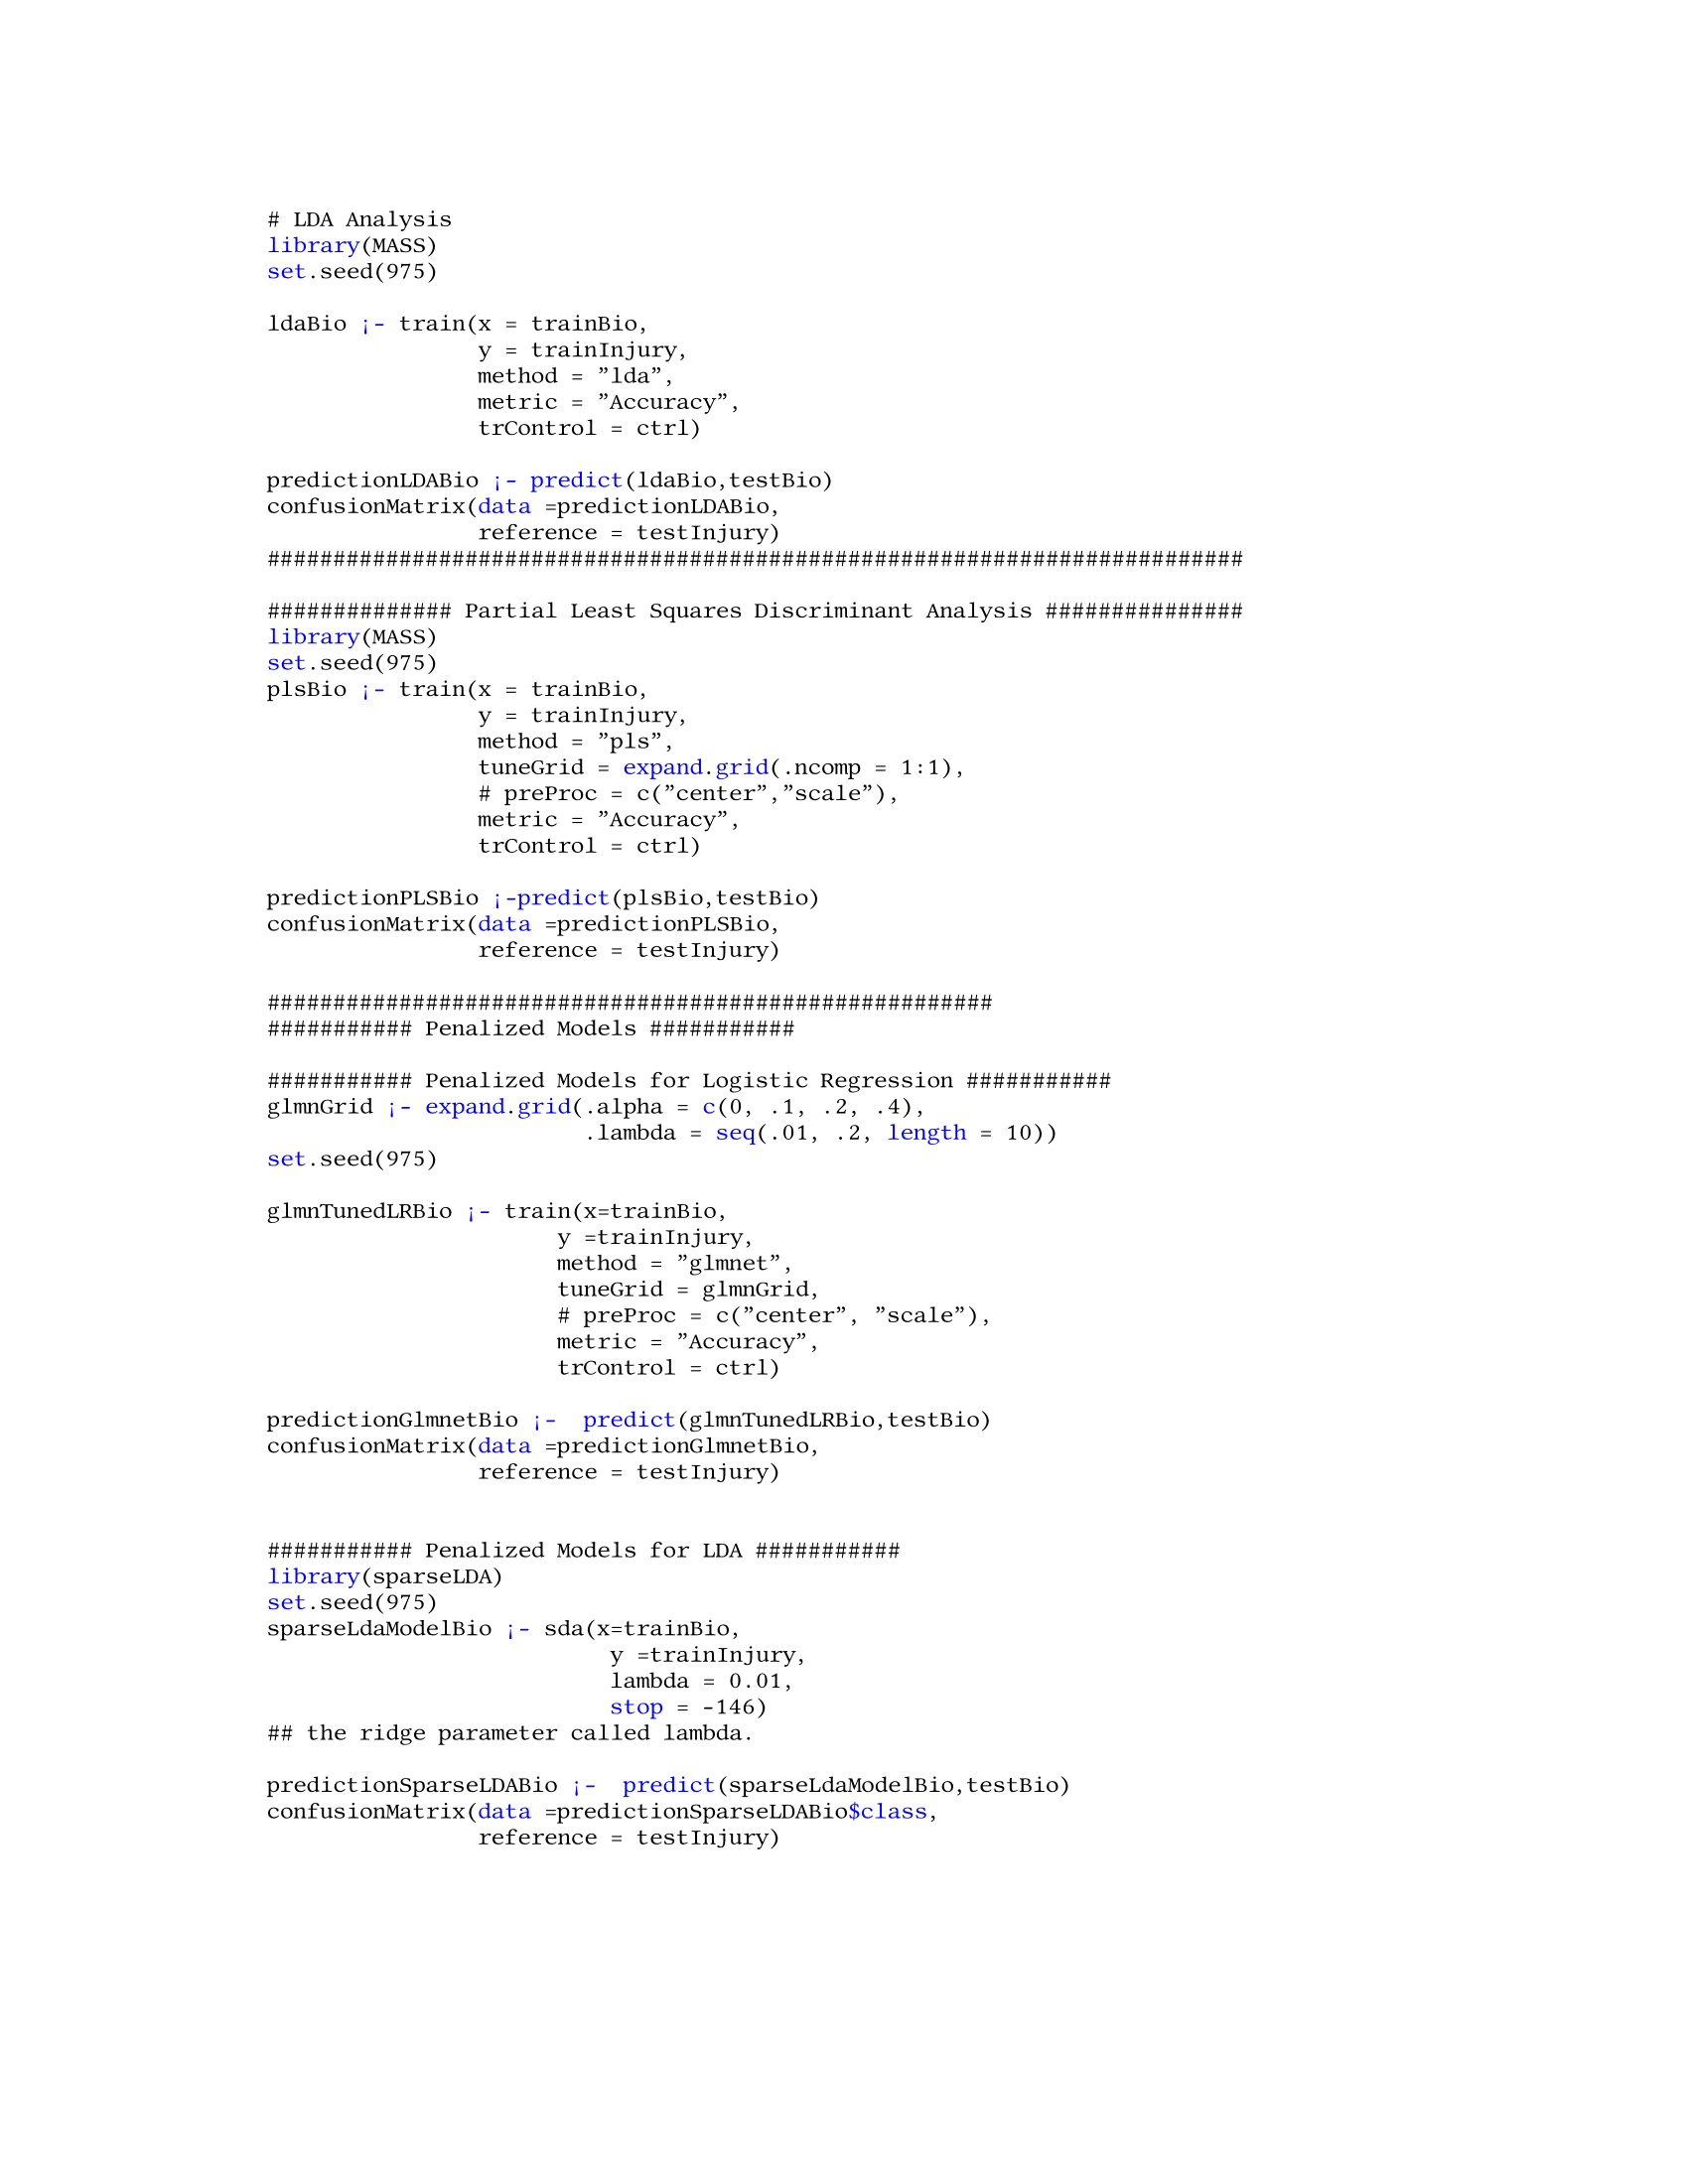 # LDA Analysis
library(MASS)
set.seed(975)
ldaBio ¡- train(x = trainBio,
y = trainInjury,
method = ”lda”,
metric = ”Accuracy”,
trControl = ctrl)
predictionLDABio ¡- predict(ldaBio,testBio)
confusionMatrix(data =predictionLDABio,
reference = testInjury)
##########################################################################
############## Partial Least Squares Discriminant Analysis ###############
library(MASS)
set.seed(975)
plsBio ¡- train(x = trainBio,
y = trainInjury,
method = ”pls”,
tuneGrid = expand.grid(.ncomp = 1:1),
# preProc = c(”center”,”scale”),
metric = ”Accuracy”,
trControl = ctrl)
predictionPLSBio ¡-predict(plsBio,testBio)
confusionMatrix(data =predictionPLSBio,
reference = testInjury)
#######################################################
########### Penalized Models ###########
########### Penalized Models for Logistic Regression ###########
glmnGrid ¡- expand.grid(.alpha = c(0, .1, .2, .4),
.lambda = seq(.01, .2, length = 10))
set.seed(975)
glmnTunedLRBio ¡- train(x=trainBio,
y =trainInjury,
method = ”glmnet”,
tuneGrid = glmnGrid,
# preProc = c(”center”, ”scale”),
metric = ”Accuracy”,
trControl = ctrl)
predictionGlmnetBio ¡-  predict(glmnTunedLRBio,testBio)
confusionMatrix(data =predictionGlmnetBio,
reference = testInjury)
########### Penalized Models for LDA ###########
library(sparseLDA)
set.seed(975)
sparseLdaModelBio ¡- sda(x=trainBio,
y =trainInjury,
lambda = 0.01,
stop = -146)
## the ridge parameter called lambda.
predictionSparseLDABio ¡-  predict(sparseLdaModelBio,testBio)
confusionMatrix(data =predictionSparseLDABio$class,
reference = testInjury)